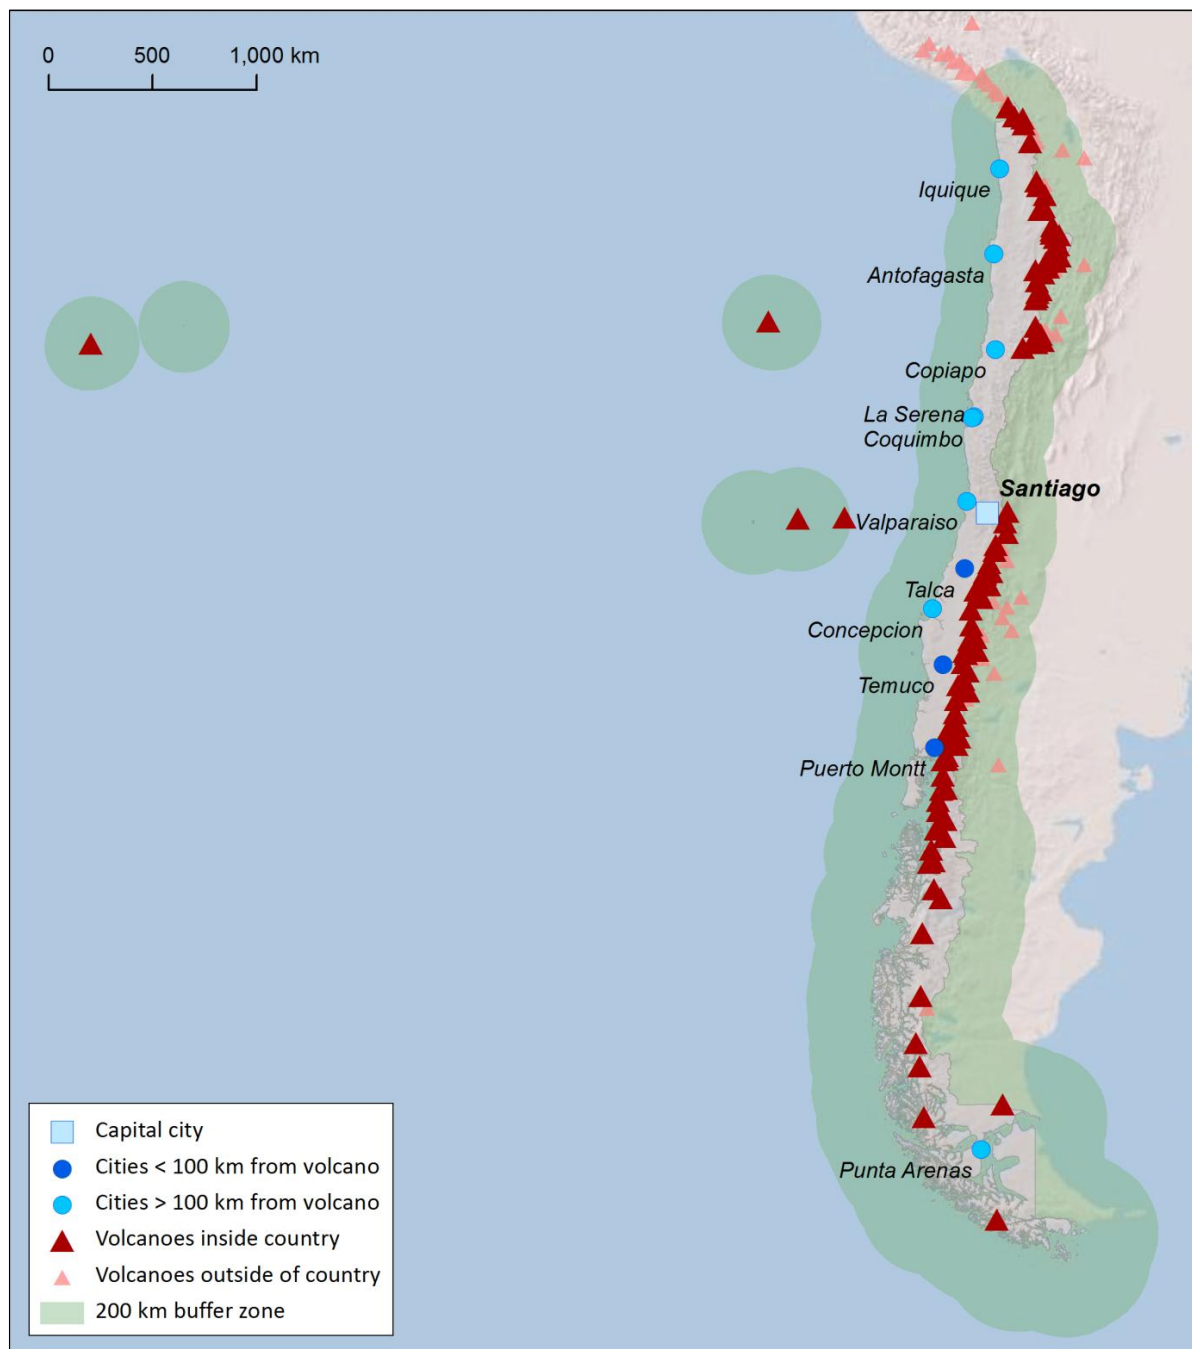 0 500 1,000 km
Iquique
Antofagasta
Copiapo
La Serena
Coquimbo
Santiago
Valparaiso
Talca
Concepcion
Temuco
Puerto Montt
Punta Arenas
Capital city
Cities < 100 km from volcano
Cities > 100 km from volcano
Volcanoes inside country
Volcanoes outside of country
200 km buffer zone